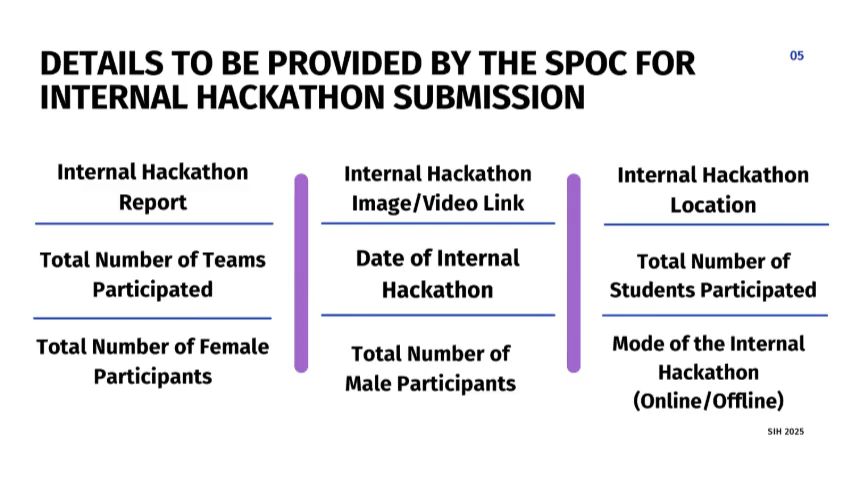 DETAILS TO BE PROVIDED BY THE SPOC FOR
INTERNAL HACKATHON SUBMISSION
05
Internal Hackathon
Report
Total Number of Teams
Participated
Total Number of Female
Participants
Internal Hackathon
Image/Video Link
Date of Internal
Hackathon
Total Number of
Male Participants
Internal Hackathon
Location
Total Number of
Students Participated
Mode of the Internal
Hackathon
(Online/Offline)
SIH 2025